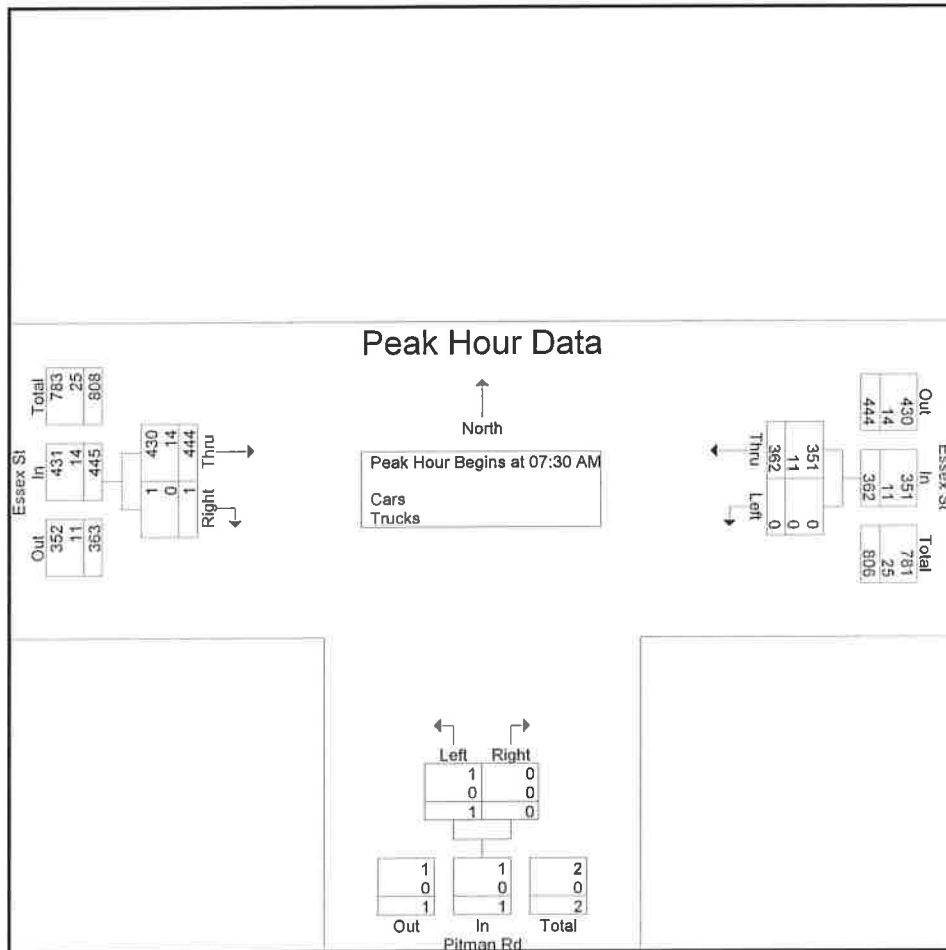 Peak Hour Data
North
Peak Hour Begins at 07:30 AM
Cars
Trucks
Essex St
Total
783
25
808
In
431
14
445
Out
352
11
363
Thru
430
14
444
Right
1
0
1
Essex St
Out
430
14
444
In
351
11
362
Total
781
25
806
Thru
351
11
362
Left
0
0
0
Left Right
1 0
0 0
1 0
1 1 2
0 0 0
1 1 2
Out In Total
Pitman Rd